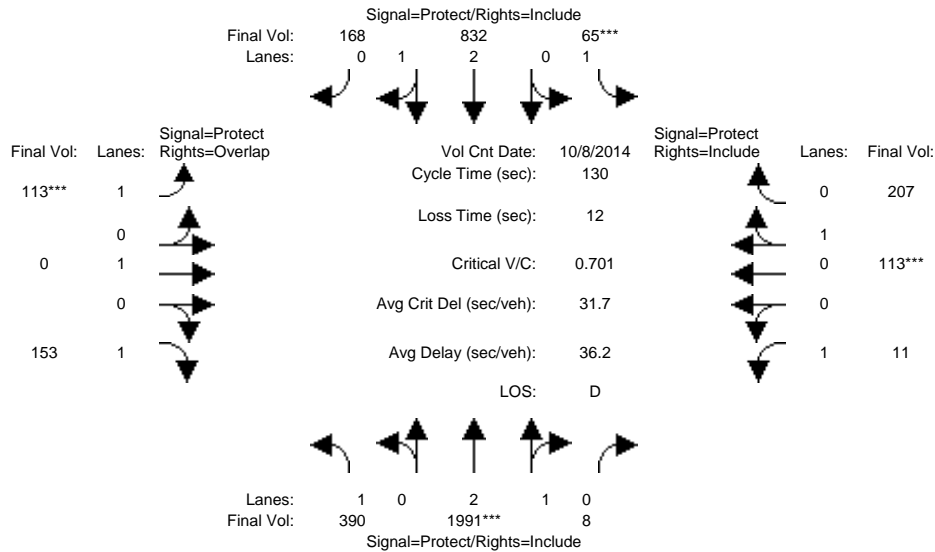 Signal=Protect/Rights=Include
Final Vol: 168 832 65***
Lanes: 0 1 2 0 1
Signal=Protect
Final Vol: Lanes: Rights=Overlap
Vol Cnt Date: 10/8/2014
Signal=Protect
Rights=Include Lanes: Final Vol:
Cycle Time (sec): 130
113*** 1
0 207
Loss Time (sec): 12
0
1
0 1
Critical V/C: 0.701
0 113***
0
Avg Crit Del (sec/veh): 31.7
0
153 1
Avg Delay (sec/veh): 36.2
1 11
LOS: D
Lanes: 1 0 2 1 0
Final Vol: 390 1991*** 8
Signal=Protect/Rights=Include